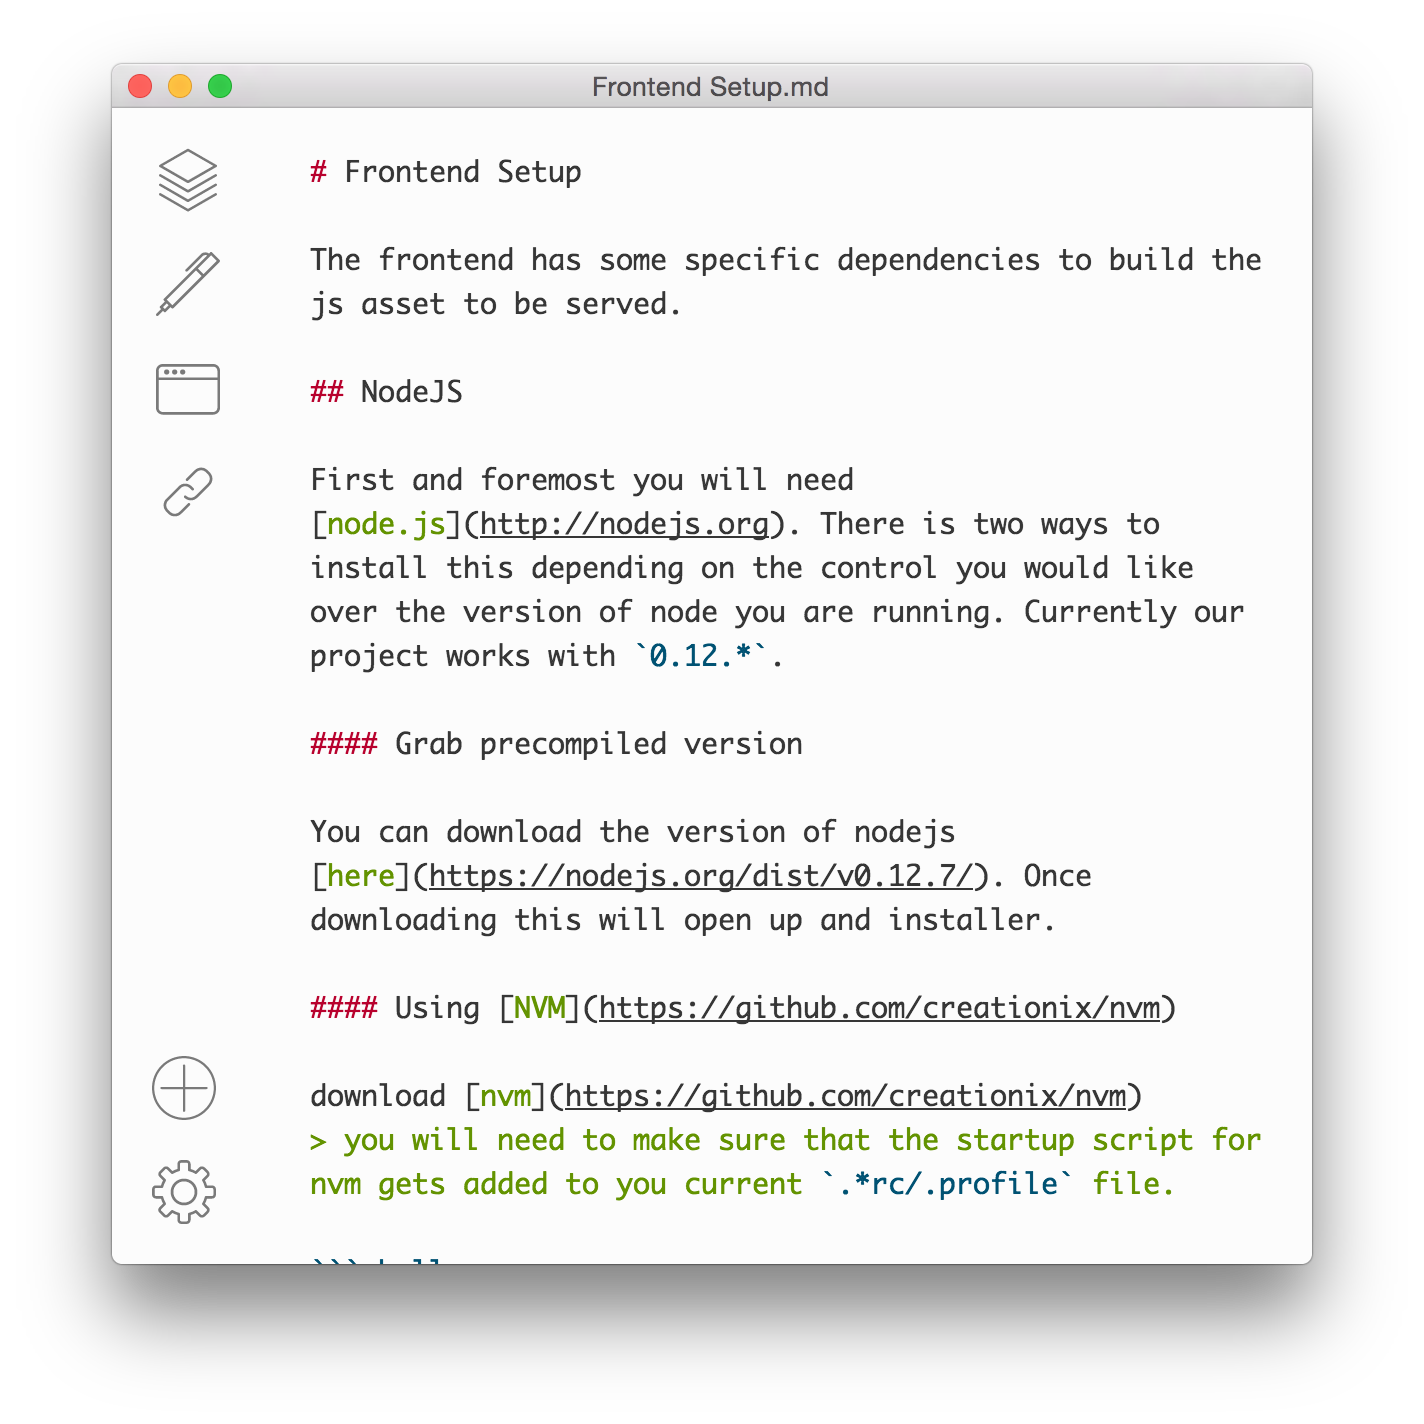 Frontend Setup.md
# Frontend Setup
The frontend has some specific dependencies to build the
js asset to be served.
## NodeJS
First and foremost you will need
[node.js](http://nodejs.org). There is two ways to
install this depending on the control you would like
over the version of node you are running. Currently our
project works with `0.12.*`.
#### Grab precompiled version
You can download the version of nodejs
[here](https://nodejs.org/dist/v0.12.7/). Once
downloading this will open up and installer.
#### Using [NVM](https://github.com/creationix/nvm)
download [nvm](https://github.com/creationix/nvm)
> you will need to make sure that the startup script for
nvm gets added to you current `.*rc/.profile` file.